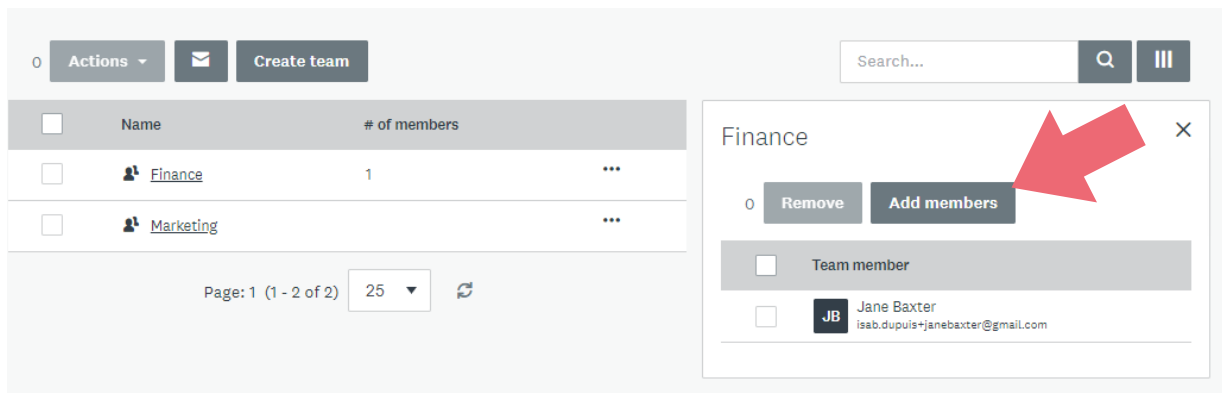 0 Actions Create team
Search...
Name # of members
Finance 1 •••
Marketing •••
Page: 1 (1 - 2 of 2) 25
Finance
0 Remove Add members
Team member
JB Jane Baxter
isab.dupuis+janebaxter@gmail.com